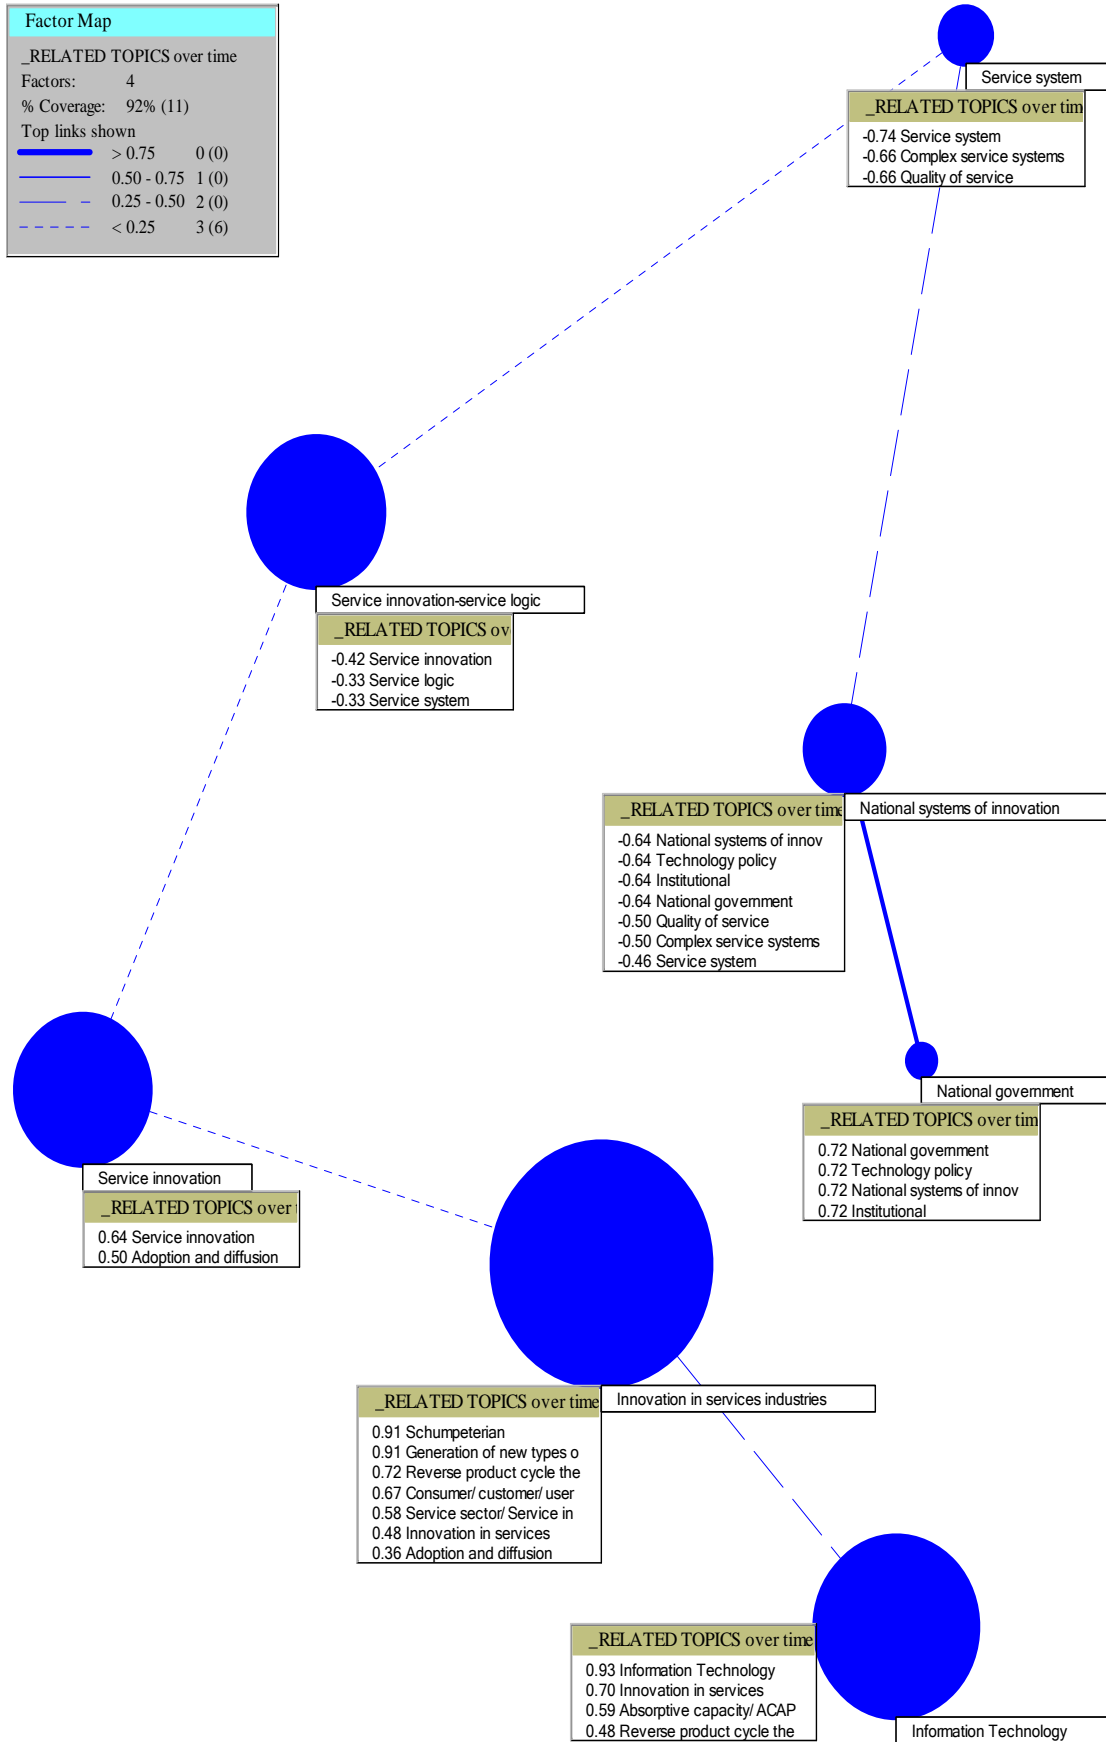 Factor Map
_RELATED TOPICS over time
Factors: 4
% Coverage: 92% (11)
Top links shown
> 0.75 0 (0)
0.50 - 0.75 1 (0)
0.25 - 0.50 2 (0)
< 0.25 3 (6)
Service system
_RELATED TOPICS over tim
-0.74 Service system
-0.66 Complex service systems
-0.66 Quality of service
Service innovation-service logic
_RELATED TOPICS ov
-0.42 Service innovation
-0.33 Service logic
-0.33 Service system
National systems of innovation
_RELATED TOPICS over time
-0.64 National systems of innov
-0.64 Technology policy
-0.64 Institutional
-0.64 National government
-0.50 Quality of service
-0.50 Complex service systems
-0.46 Service system
National government
_RELATED TOPICS over tim
0.72 National government
0.72 Technology policy
0.72 National systems of innov
0.72 Institutional
Service innovation
_RELATED TOPICS over t
0.64 Service innovation
0.50 Adoption and diffusion
Innovation in services industries
_RELATED TOPICS over time
0.91 Schumpeterian
0.91 Generation of new types o
0.72 Reverse product cycle the
0.67 Consumer/ customer/ user
0.58 Service sector/ Service in
0.48 Innovation in services
0.36 Adoption and diffusion
_RELATED TOPICS over time
0.93 Information Technology
0.70 Innovation in services
0.59 Absorptive capacity/ ACAP
0.48 Reverse product cycle the
Information Technology